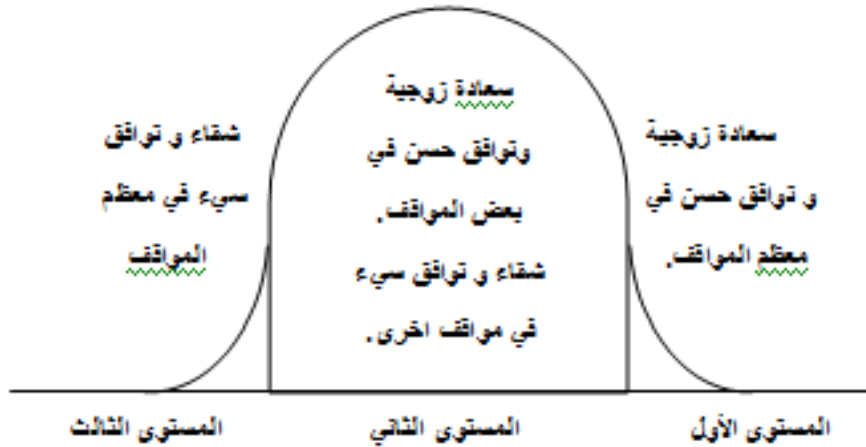 سعادة زوجية
و توافق حسن في
معظم المواقف.
سعادة زوجية
وتوافق حسن في
بعض المواقف.
شقاء و توافق سيء
في مواقف اخرى.
شقاء و توافق
سيء في معظم
المواقف
المستوى الأول
المستوى الثاني
المستوى الثالث